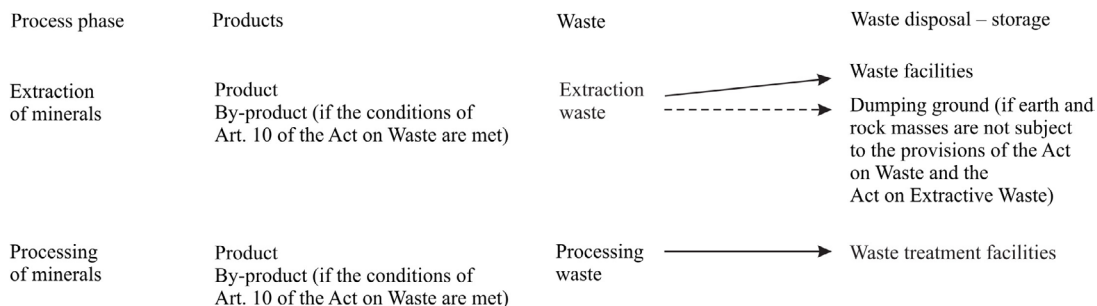 Process phase
Products
Waste
Waste disposal – storage
Extraction
of minerals
Product
By-product (if the conditions of
Art. 10 of the Act on Waste are met)
Extraction
waste
Waste facilities
Dumping ground (if earth and
rock masses are not subject
to the provisions of the Act
on Waste and the
Act on Extractive Waste)
Processing
of minerals
Product
By-product (if the conditions of
Art. 10 of the Act on Waste are met)
Processing
waste
Waste treatment facilities